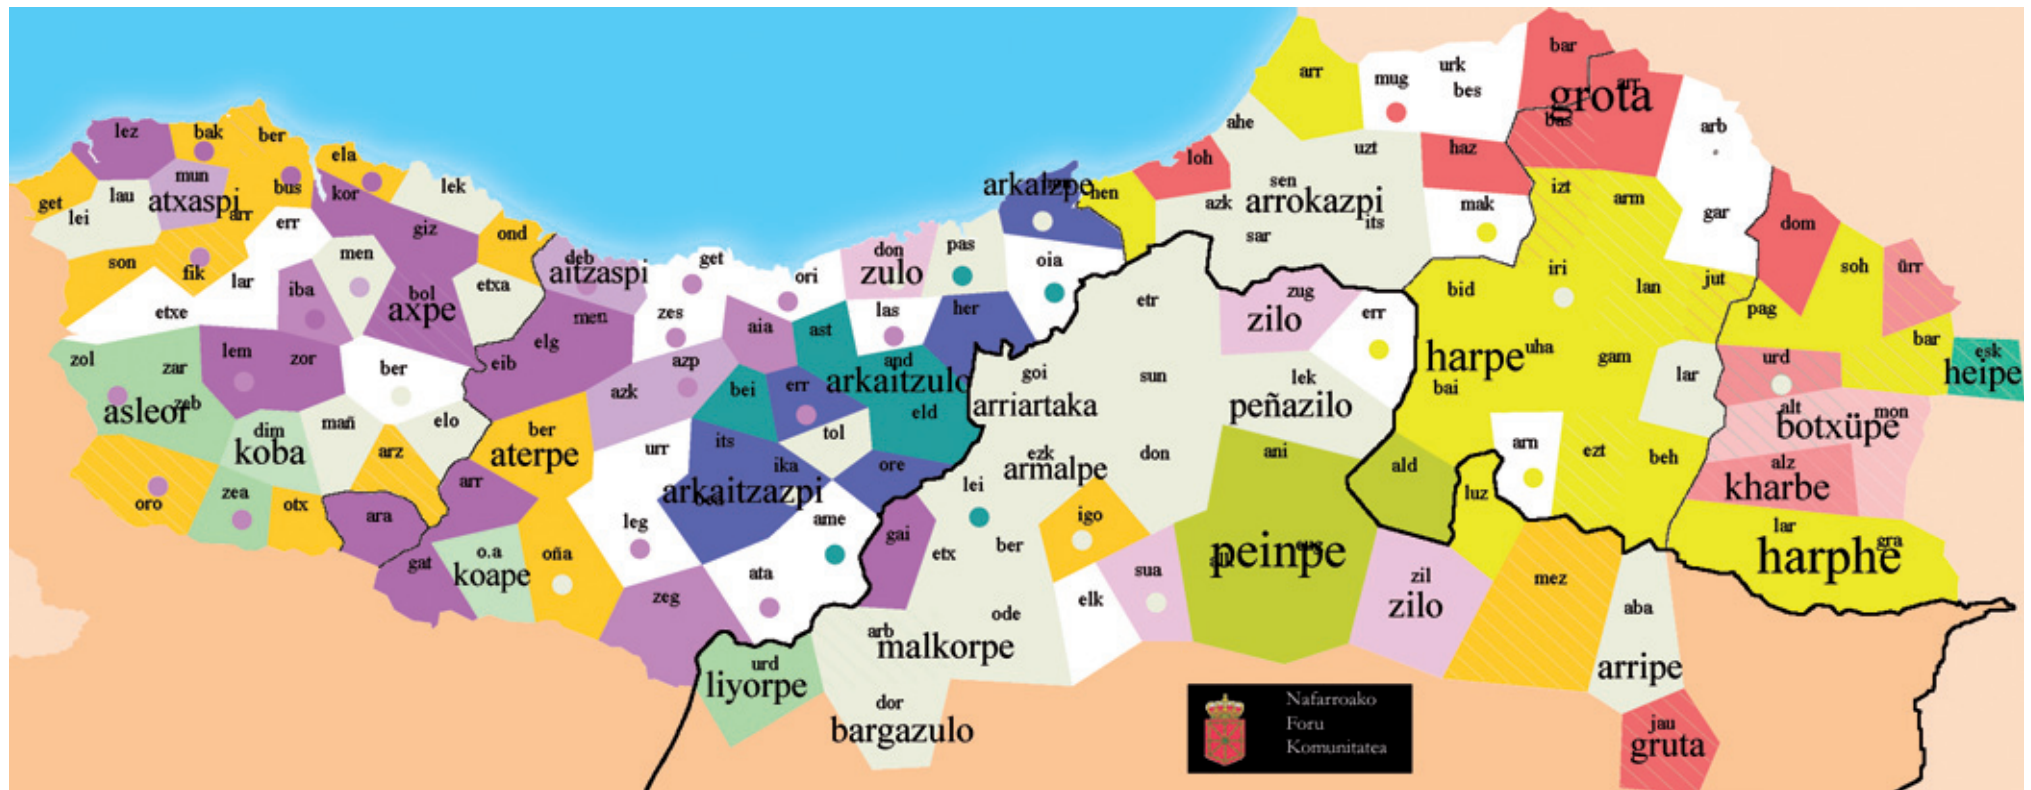 bar
arr
mug
urk
bes
arr
grota
lez
bak
ber
ahe
bas
arb
ela
uzt
haz
loh
mun
lek
arkaizpe
hen
sen
izt
arm
get
lau
atxaspi
kor
azk
arrokazpi
mak
gar
lei
bus
arr
err
giz
ond
sar
its
dom
son
fik
men
deb
aitzaspi
get
don
zulo
pas
oia
iri
soh
ürr
lar
iba
bol
axpe
etxa
ori
zug
zilo
bid
lan
jut
etxe
men
zes
aia
ast
las
her
etr
err
pag
zol
zar
lem
zor
ber
eib
elg
azp
and
arkaitzulo
goi
sun
lek
peñazilo
harpe
uha
gam
lar
urd
bar
esk
heipe
asleor
zeb
azk
bei
err
eld
arriartaka
bai
alt
mon
botxüpe
dim
koba
mañ
elo
ber
aterpe
urr
its
tol
ezk
armalpe
don
ani
ald
arn
ezt
beh
arz
arr
ika
arkaitzazpi
ore
lei
luz
alz
kharbe
oro
zea
otx
ara
leg
ame
gai
igo
peinpe
lar
harphe
gra
gat
o.a
koape
oña
etx
ber
sua
zil
zilo
mez
zeg
ata
elk
aba
arripe
ode
arb
malkorpe
urd
liyorpe
dor
bargazulo
jau
gruta
Nafarroako
Foru
Komunitatea